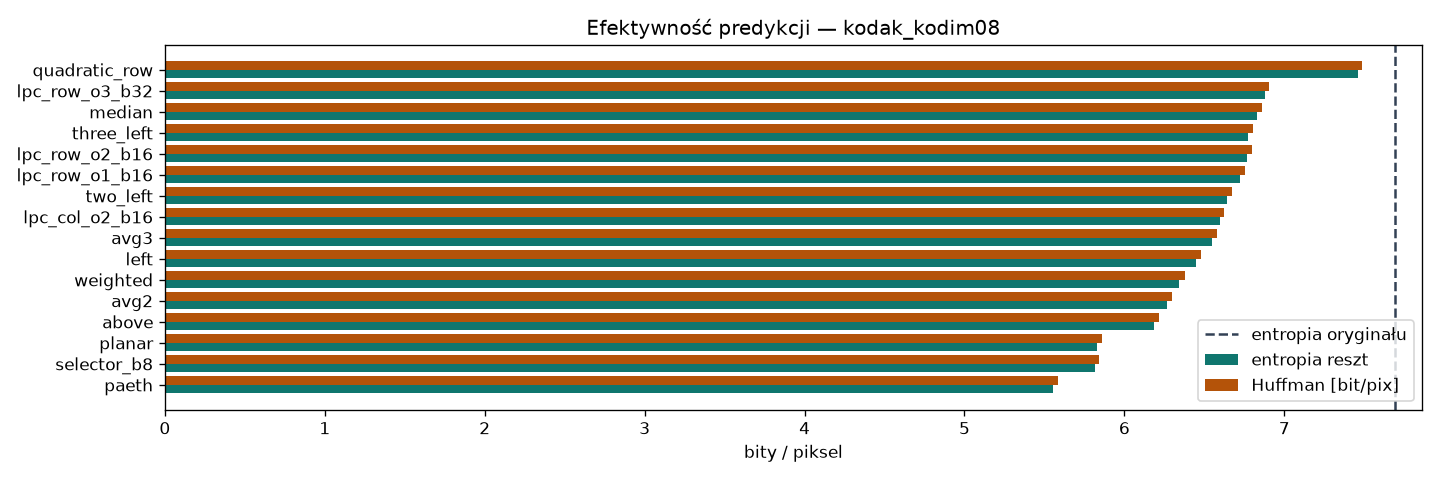 Efektywność predykcji — kodak_kodim08
quadratic_row
lpc_row_o3_b32
median
three_left
lpc_row_o2_b16
lpc_row_o1_b16
two_left
lpc_col_o2_b16
avg3
left
weighted
avg2
above
planar
selector_b8
paeth
entropia oryginału
entropia reszt
Huffman [bit/pix]
0 1 2 3 4 5 6 7
bity / piksel